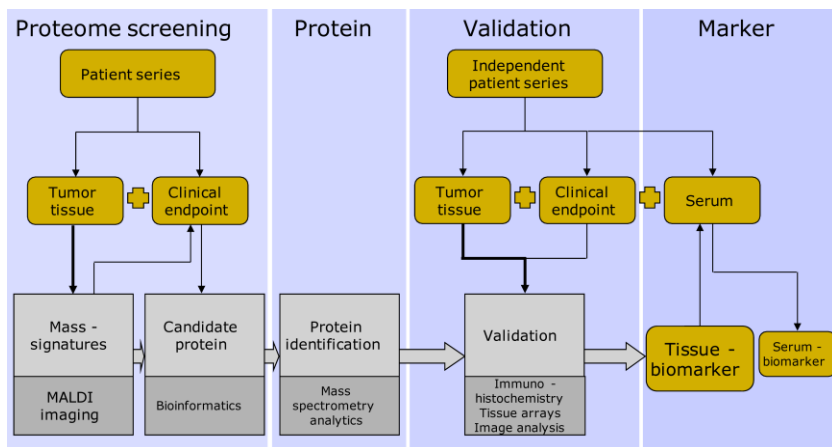 Proteome screening
Protein
Validation
Marker
Patient series
Independent
patient series
Tumor
tissue
Clinical
endpoint
Tumor
tissue
Clinical
endpoint
Serum
Mass -
signatures
MALDI
imaging
Candidate
protein
Bioinformatics
Protein
identification
Mass
spectrometry
analytics
Validation
Immuno -
histochemistry
Tissue arrays
Image analysis
Tissue -
biomarker
Serum -
biomarker